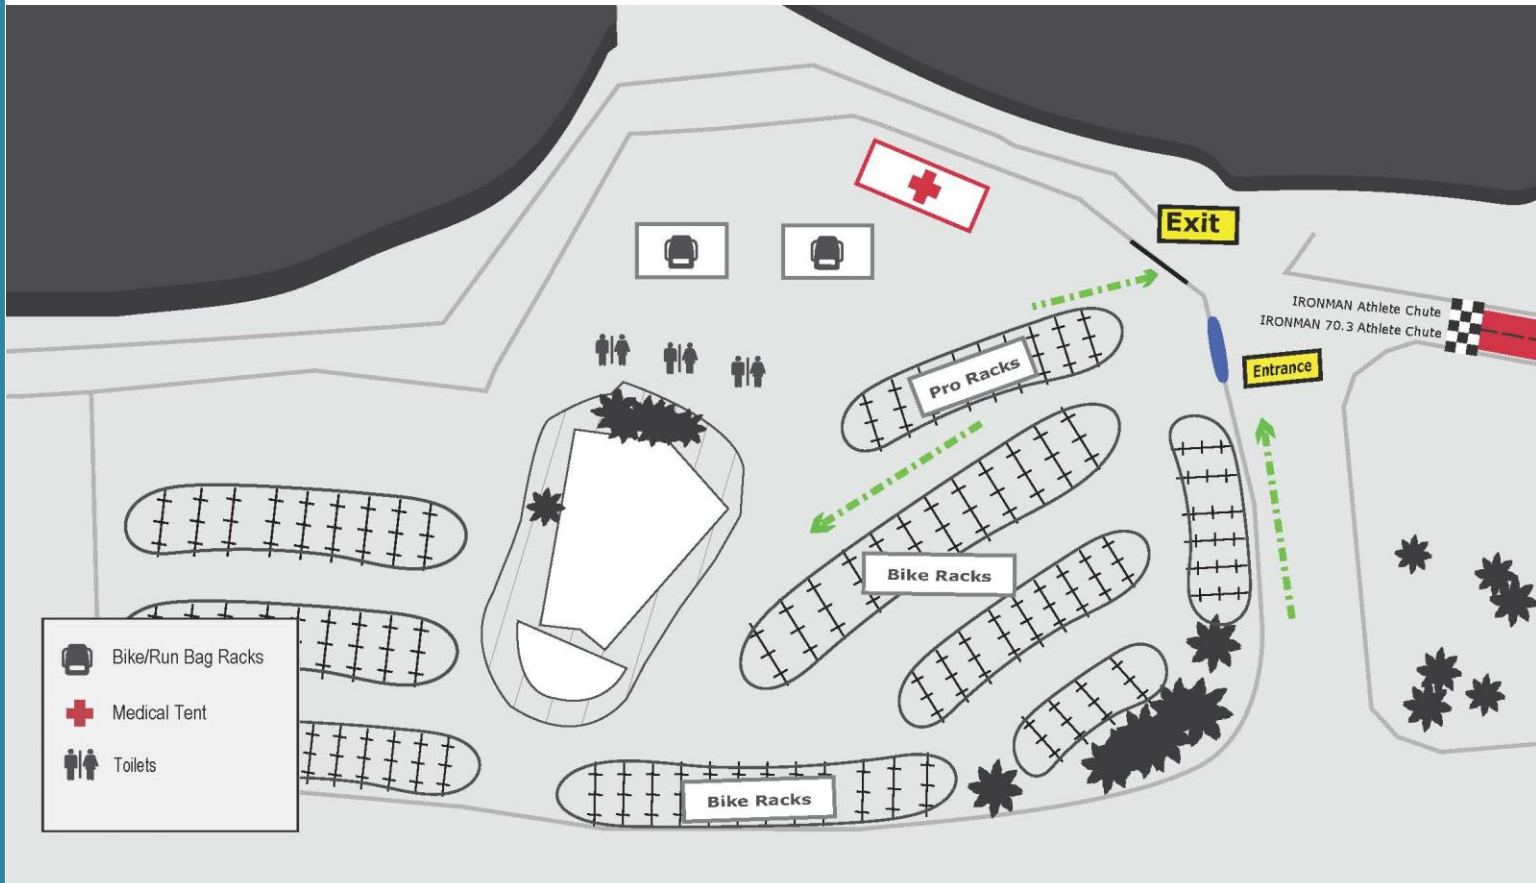 Exit
IRONMAN Athlete Chute
IRONMAN 70.3 Athlete Chute
Entrance
Pro Racks
Bike Racks
Bike/Run Bag Racks
Medical Tent
Toilets
Bike Racks